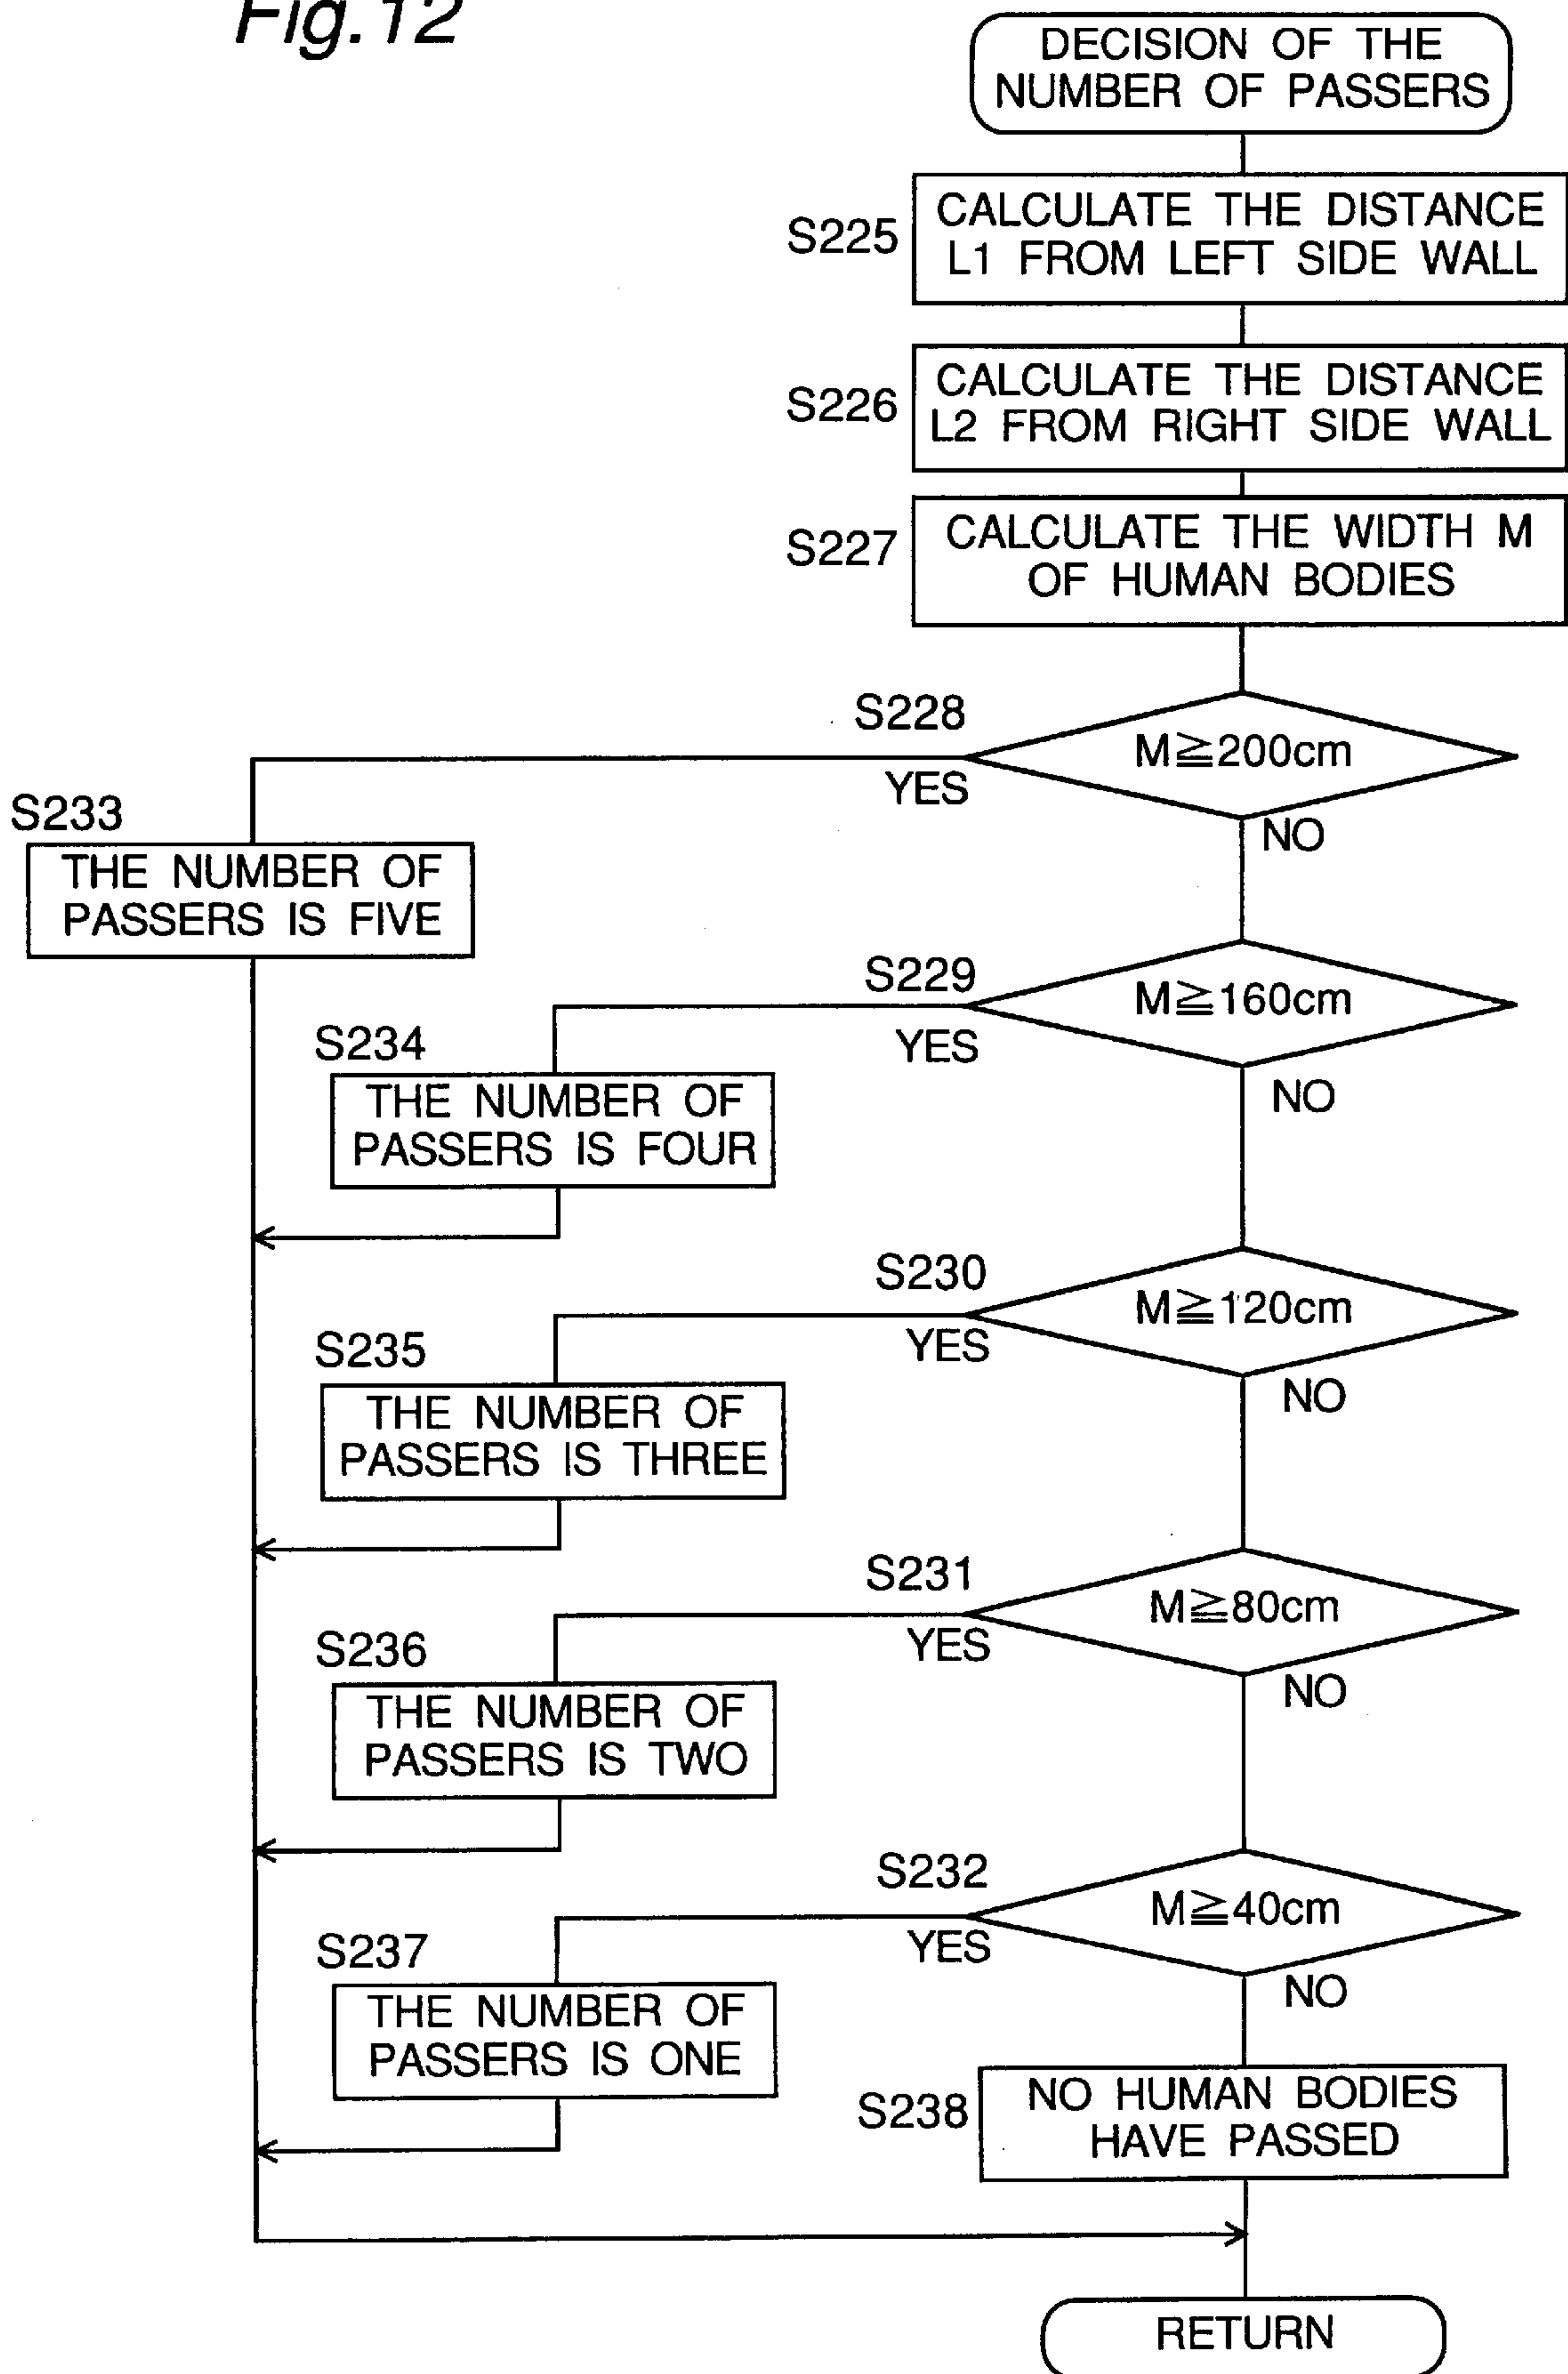 Fig.12
DECISION OF THE
NUMBER OF PASSERS
S225
CALCULATE THE DISTANCE
L1 FROM LEFT SIDE WALL
S226
CALCULATE THE DISTANCE
L2 FROM RIGHT SIDE WALL
S227
CALCULATE THE WIDTH M
OF HUMAN BODIES
S228
M≧200cm
YES
NO
S233
THE NUMBER OF
PASSERS IS FIVE
S229
M≧160cm
YES
NO
S234
THE NUMBER OF
PASSERS IS FOUR
S230
M≧120cm
YES
NO
S235
THE NUMBER OF
PASSERS IS THREE
S231
M≧80cm
YES
NO
S236
THE NUMBER OF
PASSERS IS TWO
S232
M≧40cm
YES
NO
S237
THE NUMBER OF
PASSERS IS ONE
S238
NO HUMAN BODIES
HAVE PASSED
RETURN